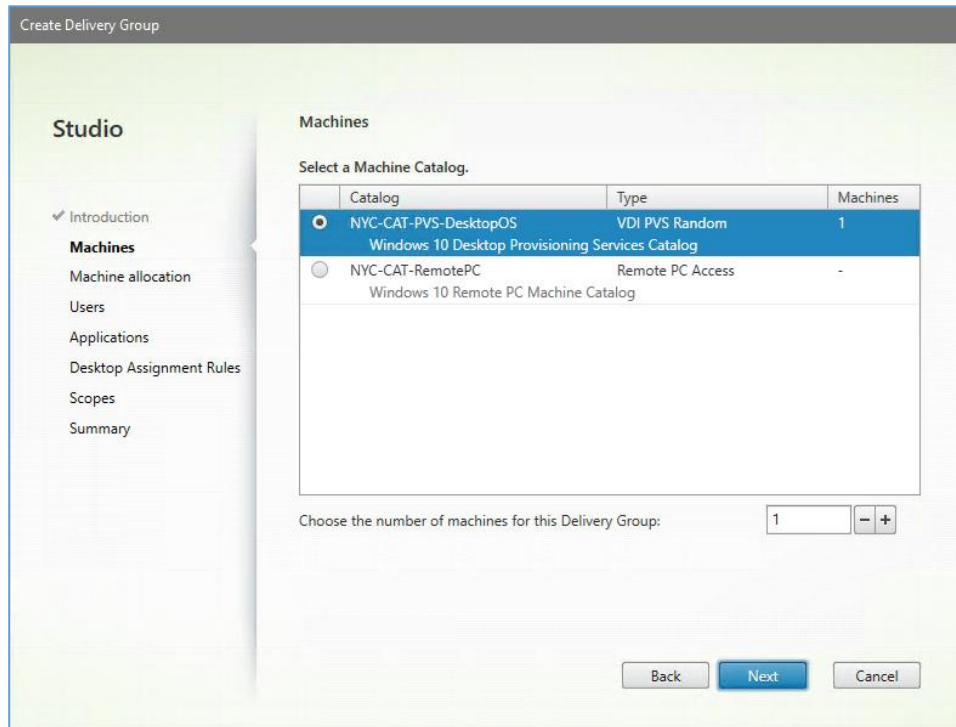 Create Delivery Group
Studio
Introduction
Machines
Machine allocation
Users
Applications
Desktop Assignment Rules
Scopes
Summary
Machines
Select a Machine Catalog.
Catalog Type Machines
NYC-CAT-PVS-DesktopOS VDI PVS Random 1
Windows 10 Desktop Provisioning Services Catalog
NYC-CAT-RemotePC Remote PC Access -
Windows 10 Remote PC Machine Catalog
Choose the number of machines for this Delivery Group: 1 - +
Back Next Cancel